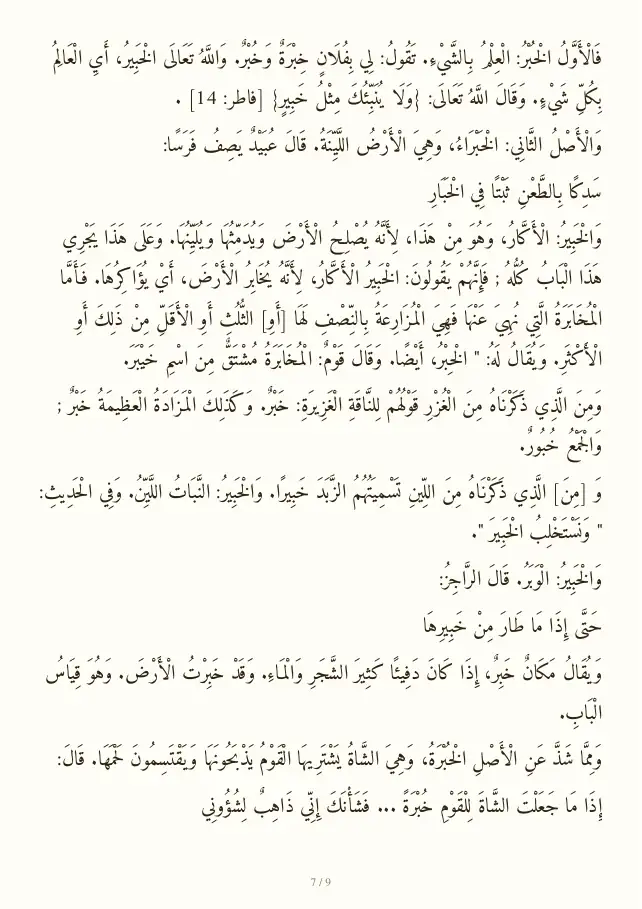 فَالْأَوَّلُ الْخُبْرُ: الْعِلْمُ بِالشَّيْءِ. تَقُولُ: لِي بِفُلَانٍ خِبْرَةٌ وَخُبْرٌ. وَاللَّهُ تَعَالَى الْخَبِيرُ، أَيِ الْعَالِمُ
بِكُلِّ شَيْءٍ. وَقَالَ اللَّهُ تَعَالَى: {وَلَا يُنَبِّئُكَ مِثْلُ خَبِيرٍ} [فاطر: 14] .
وَالْأَصْلُ الثَّانِي: الْخَبْرَاءُ، وَهِيَ الْأَرْضُ اللَّيِّنَةُ. قَالَ عُبَيْدٌ يَصِفُ فَرَسًا:
سَدِكًا بِالطَّعْنِ ثَبْتًا فِي الْخَبَارِ
وَالْخَبِيرُ: الْأَكَّارُ، وَهُوَ مِنْ هَذَا، لِأَنَّهُ يُصْلِحُ الْأَرْضَ وَيُدَمِّثُهَا وَيُلَيِّنُهَا. وَعَلَى هَذَا يَجْرِي
هَذَا الْبَابُ كُلُّهُ ; فَإِنَّهُمْ يَقُولُونَ: الْخَبِيرُ الْأَكَّارُ، لِأَنَّهُ يُخَابِرُ الْأَرْضَ، أَيْ يُؤَاكِرُهَا. فَأَمَّا
الْمُخَابَرَةُ الَّتِي نُهِيَ عَنْهَا فَهِيَ الْمُزَارَعَةُ بِالنِّصْفِ لَهَا [أَوِ] الثُّلُثِ أَوِ الْأَقَلِّ مِنْ ذَلِكَ أَوِ
الْأَكْثَرِ. وَيُقَالُ لَهُ: " الْخِبْرُ، أَيْضًا. وَقَالَ قَوْمٌ: الْمُخَابَرَةُ مُشْتَقٌّ مِنَ اسْمِ خَيْبَرَ.
وَمِنَ الَّذِي ذَكَرْنَاهُ مِنَ الْغُزْرِ قَوْلُهُمْ لِلنَّاقَةِ الْغَزِيرَةِ: خَبْرٌ. وَكَذَلِكَ الْمَزَادَةُ الْعَظِيمَةُ خَبْرٌ ;
وَالْجَمْعُ خُبُورٌ.
وَ [مِنَ] الَّذِي ذَكَرْنَاهُ مِنَ اللِّينِ تَسْمِيَتُهُمُ الزَّبَدَ خَبِيرًا. وَالْخَبِيرُ: النَّبَاتُ اللَّيِّنُ. وَفِي الْحَدِيثِ:
" وَنَسْتَخْلِبُ الْخَبِيرَ ".
وَالْخَبِيرُ: الْوَبَرُ. قَالَ الرَّاجِزُ:
حَتَّى إِذَا مَا طَارَ مِنْ خَبِيرِهَا
وَيُقَالُ مَكَانٌ خَبِرٌ، إِذَا كَانَ دَفِيئًا كَثِيرَ الشَّجَرِ وَالْمَاءِ. وَقَدْ خَبِرْتُ الْأَرْضَ. وَهُوَ قِيَاسُ
الْبَابِ.
وَمِمَّا شَذَّ عَنِ الْأَصْلِ الْخُبْرَةُ، وَهِيَ الشَّاةُ يَشْتَرِيهَا الْقَوْمُ يَذْبَحُونَهَا وَيَقْتَسِمُونَ لَحْمَهَا. قَالَ:
إِذَا مَا جَعَلْتَ الشَّاةَ لِلْقَوْمِ خُبْرَةً ... فَشَأْنَكَ إِنِّي ذَاهِبٌ لِشُؤُونِي
7 / 9